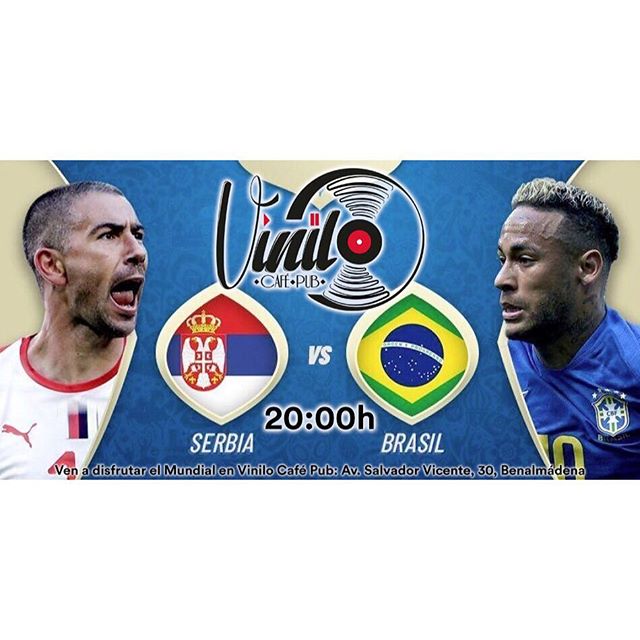 Vinilo
•CAFÉ•PUB•
VS
20:00h
SERBIA
BRASIL
Ven a disfrutar el Mundial en Vinilo Café Pub: Av. Salvador Vicente, 30, Benalmádena